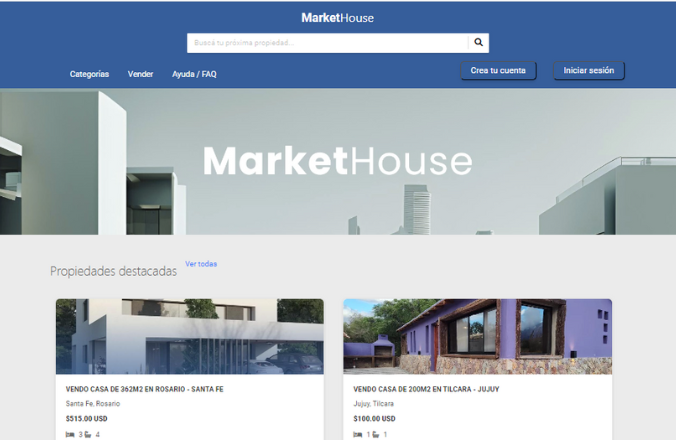 MarketHouse
Buscá tu próxima propiedad...
Categorías Vender Ayuda / FAQ Crea tu cuenta Iniciar sesión
MarketHouse
Propiedades destacadas Ver todas
VENDO CASA DE 362M2 EN ROSARIO - SANTA FE
Santa Fe, Rosario
$515.00 USD
3 4
VENDO CASA DE 200M2 EN TILCARA - JUJUY
Jujuy, Tilcara
$100.00 USD
1 1